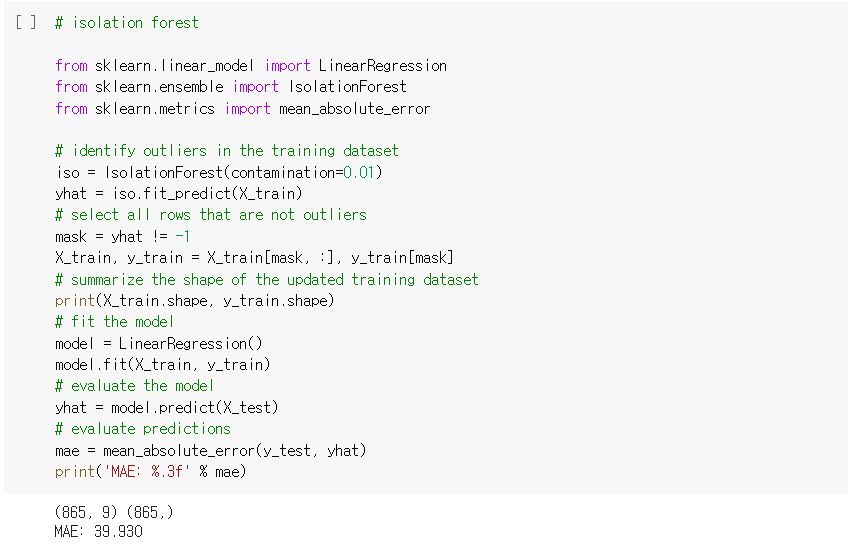 [ ] # isolation forest
from sklearn.linear_model import LinearRegression
from sklearn.ensemble import IsolationForest
from sklearn.metrics import mean_absolute_error
# identify outliers in the training dataset
iso = IsolationForest(contamination=0.01)
yhat = iso.fit_predict(X_train)
# select all rows that are not outliers
mask = yhat != -1
X_train, y_train = X_train[mask, :], y_train[mask]
# summarize the shape of the updated training dataset
print(X_train.shape, y_train.shape)
# fit the model
model = LinearRegression()
model.fit(X_train, y_train)
# evaluate the model
yhat = model.predict(X_test)
# evaluate predictions
mae = mean_absolute_error(y_test, yhat)
print('MAE: %.3f' % mae)
(865, 9) (865,)
MAE: 39.930